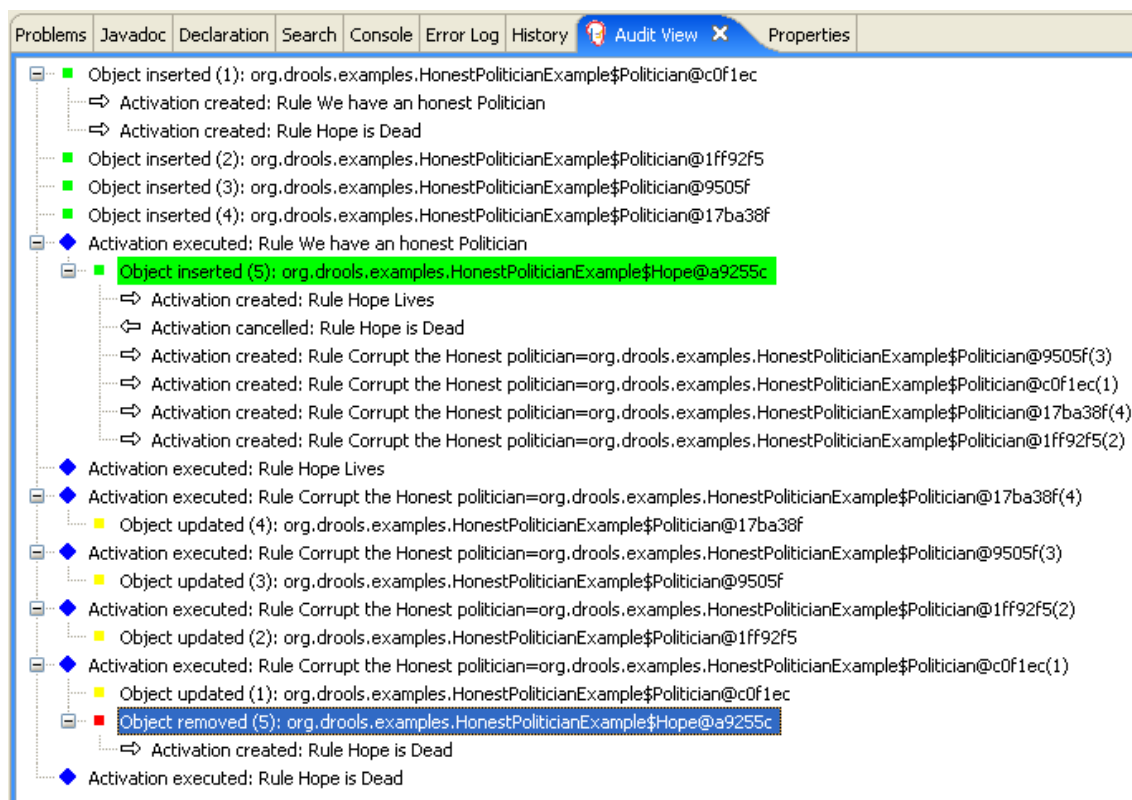 Problems Javadoc Declaration Search Console Error Log History Audit View Properties
Object inserted (1): org.drools.examples.HonestPoliticianExample$Politician@c0f1ec
Activation created: Rule We have an honest Politician
Activation created: Rule Hope is Dead
Object inserted (2): org.drools.examples.HonestPoliticianExample$Politician@1ff92f5
Object inserted (3): org.drools.examples.HonestPoliticianExample$Politician@9505f
Object inserted (4): org.drools.examples.HonestPoliticianExample$Politician@17ba38f
Activation executed: Rule We have an honest Politician
Object inserted (5): org.drools.examples.HonestPoliticianExample$Hope@a9255c
Activation created: Rule Hope Lives
Activation cancelled: Rule Hope is Dead
Activation created: Rule Corrupt the Honest politician=org.drools.examples.HonestPoliticianExample$Politician@9505f(3)
Activation created: Rule Corrupt the Honest politician=org.drools.examples.HonestPoliticianExample$Politician@c0f1ec(1)
Activation created: Rule Corrupt the Honest politician=org.drools.examples.HonestPoliticianExample$Politician@17ba38f(4)
Activation created: Rule Corrupt the Honest politician=org.drools.examples.HonestPoliticianExample$Politician@1ff92f5(2)
Activation executed: Rule Hope Lives
Activation executed: Rule Corrupt the Honest politician=org.drools.examples.HonestPoliticianExample$Politician@17ba38f(4)
Object updated (4): org.drools.examples.HonestPoliticianExample$Politician@17ba38f
Activation executed: Rule Corrupt the Honest politician=org.drools.examples.HonestPoliticianExample$Politician@9505f(3)
Object updated (3): org.drools.examples.HonestPoliticianExample$Politician@9505f
Activation executed: Rule Corrupt the Honest politician=org.drools.examples.HonestPoliticianExample$Politician@1ff92f5(2)
Object updated (2): org.drools.examples.HonestPoliticianExample$Politician@1ff92f5
Activation executed: Rule Corrupt the Honest politician=org.drools.examples.HonestPoliticianExample$Politician@c0f1ec(1)
Object updated (1): org.drools.examples.HonestPoliticianExample$Politician@c0f1ec
Object removed (5): org.drools.examples.HonestPoliticianExample$Hope@a9255c
Activation created: Rule Hope is Dead
Activation executed: Rule Hope is Dead